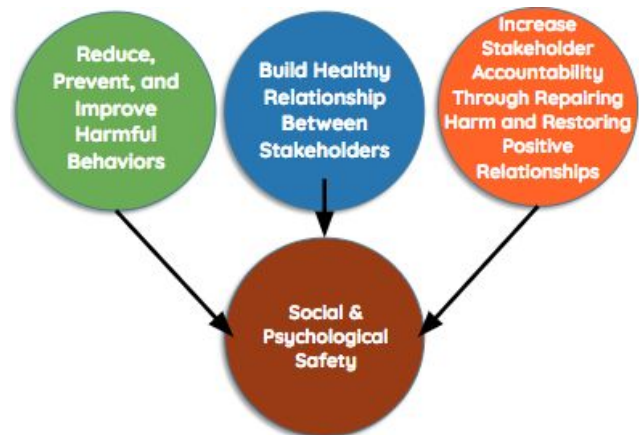 Reduce,
Prevent, and
Improve
Harmful
Behaviors
Build Healthy
Relationship
Between
Stakeholders
Increase
Stakeholder
Accountability
Through Repairing
Harm and Restoring
Positive
Relationships
Social &
Psychological
Safety